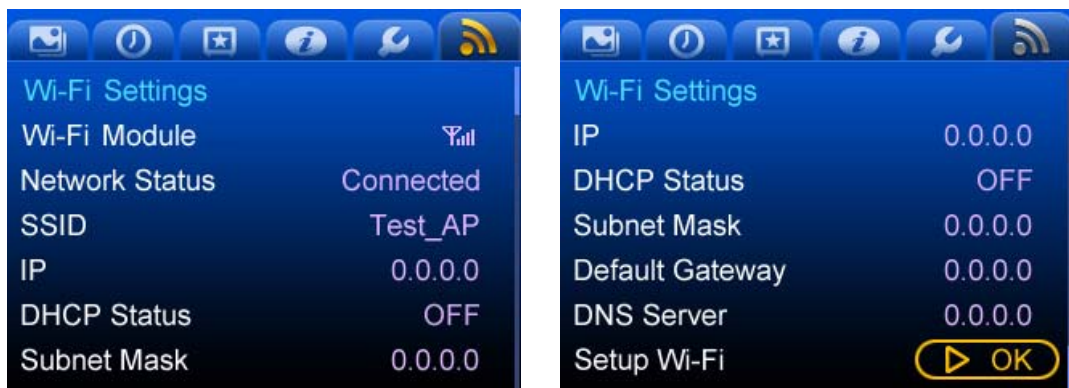 Wi-Fi Settings
Wi-Fi Module
Network Status Connected
SSID Test_AP
IP 0.0.0.0
DHCP Status OFF
Subnet Mask 0.0.0.0
Wi-Fi Settings
IP 0.0.0.0
DHCP Status OFF
Subnet Mask 0.0.0.0
Default Gateway 0.0.0.0
DNS Server 0.0.0.0
Setup Wi-Fi OK